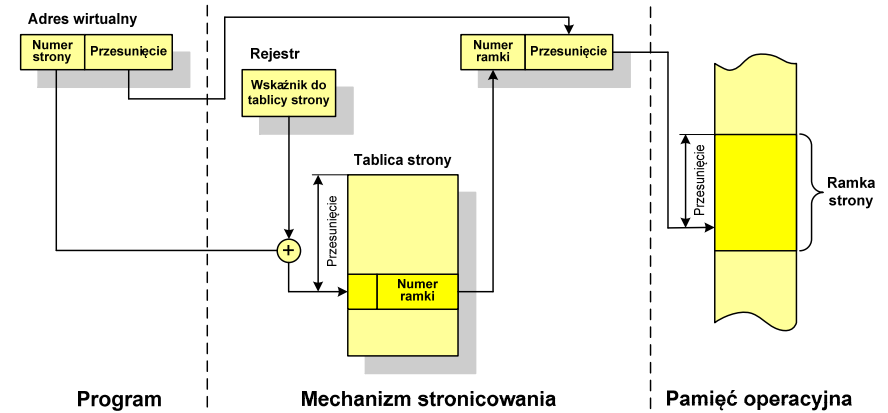 Adres wirtualny
Numer
strony
Przesunięcie
Rejestr
Wskaźnik do
tablicy strony
Numer
ramki
Przesunięcie
Tablica strony
Przesunięcie
Numer
ramki
Przesunięcie
Ramka
strony
Program
Mechanizm stronicowania
Pamięć operacyjna